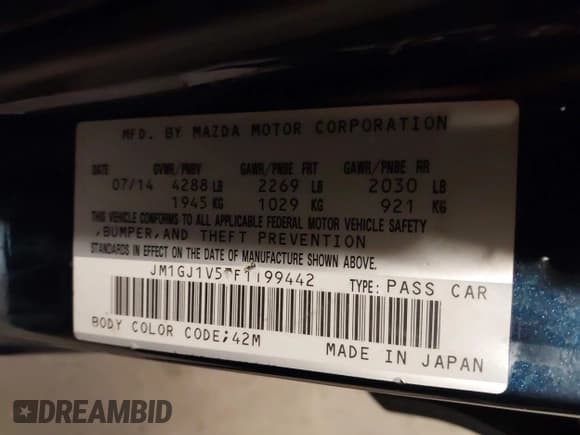 MFD. BY MAZDA MOTOR CORPORATION
DATE GVWR/PNBV GAWR/PNBE FRT GAWR/PNBE RR
07/14 4288 LB 2269 LB 2030 LB
1945 KG 1029 KG 921 KG
THIS VEHICLE CONFORMS TO ALL APPLICABLE FEDERAL MOTOR VEHICLE SAFETY
,BUMPER,AND THEFT PREVENTION
STANDARDS IN EFFECT ON THE DATE OF MANUFACTURE SHOWN ABOVE.
TYPE: PASS CAR
BODY COLOR CODE;42M MADE IN JAPAN
DREAMBID